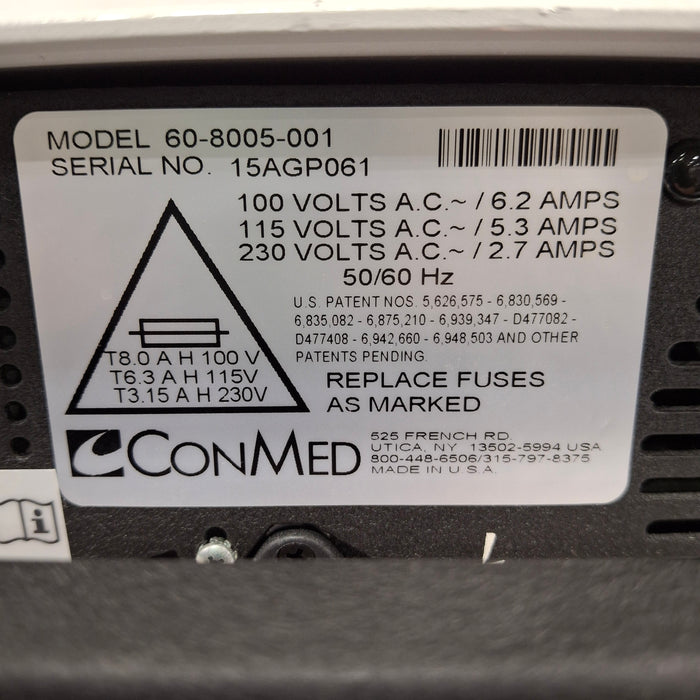 MODEL 60-8005-001
SERIAL NO. 15AGP061
100 VOLTS A.C.~ / 6.2 AMPS
115 VOLTS A.C.~ / 5.3 AMPS
230 VOLTS A.C.~ / 2.7 AMPS
50/60 Hz
U.S. PATENT NOS. 5,626,575 - 6,830,569 -
6,835,082 - 6,875,210 - 6,939,347 - D477082 -
D477408 - 6,942,660 - 6,948,503 AND OTHER
PATENTS PENDING.
T8.0 A H 100 V
T6.3 A H 115V
T3.15 A H 230V
REPLACE FUSES
AS MARKED
CONMED
525 FRENCH RD.
UTICA, NY 13502-5994 USA
800-448-6506/315-797-8375
MADE IN U.S.A.
i